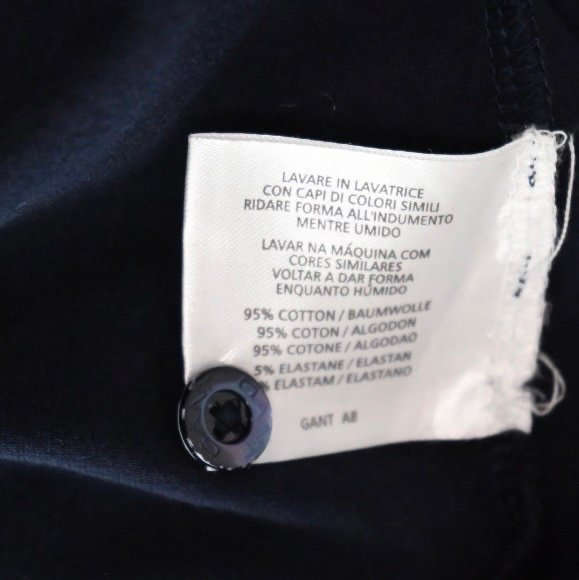 LAVARE IN LAVATRICE
CON CAPI DI COLORI SIMILI
RIDARE FORMA ALL'INDUMENTO
MENTRE UMIDO
LAVAR NA MÁQUINA COM
CORES SIMILARES
VOLTAR A DAR FORMA
ENQUANTO HÚMIDO
95% COTTON / BAUMWOLLE
95% COTON / ALGODON
95% COTONE / ALGODAO
5% ELASTANE / ELASTAN
% ELASTAM / ELASTANO
GANT AB